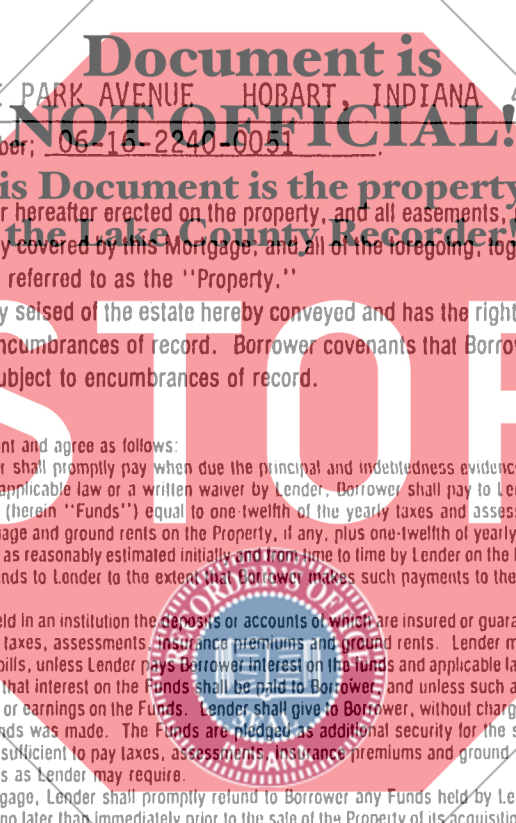 Document is
PARK AVENUE HOBART, INDIANA
NOT OFFICIAL!
ber; 06-16-2240-0051
is Document is the property
r hereafter erected on the property, and all easements,
the Lake County Recorder!
y covered by this Mortgage; and all of the foregoing, tog
referred to as the "Property."
y seised of the estate hereby conveyed and has the right
ncumbrances of record. Borrower covenants that Borrow
ubject to encumbrances of record.
STOP
nt and agree as follows:
r shall promptly pay when due the principal and indebtedness evidenc
applicable law or a written waiver by Lender, Borrower shall pay to Le
(herein "Funds") equal to one-twelfth of the yearly taxes and assess
gage and ground rents on the Property, if any, plus one-twelfth of yearly
as reasonably estimated initially and from time to time by Lender on the
nds to Lender to the extent that Borrower makes such payments to the
RECORDER'S OFFICE
eld in an institution the deposits or accounts of which are insured or guara
taxes, assessments, insurance premiums and ground rents. Lender m
bills, unless Lender pays Borrower interest on the funds and applicable la
that interest on the Funds shall be paid to Borrower, and unless such a
or earnings on the Funds. Lender shall give to Borrower, without charg
SEAL
nds was made. The Funds are pledged as additional security for the s
sufficient to pay taxes, assessments, insurance premiums and ground
INDIANA
s as Lender may require.
gage, Lender shall promptly refund to Borrower any Funds held by Le
no later than immediately prior to the sale of the Property of its acquisition